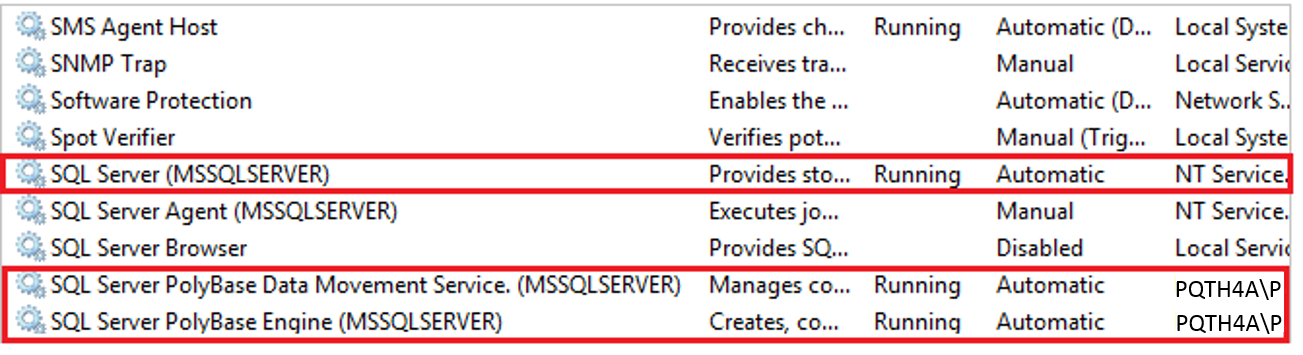 SMS Agent Host Provides ch... Running Automatic (D... Local Syste
SNMP Trap Receives tra... Manual Local Servic
Software Protection Enables the ... Automatic (D... Network S...
Spot Verifier Verifies pot... Manual (Trig... Local Syste
SQL Server (MSSQLSERVER) Provides sto... Running Automatic NT Service.
SQL Server Agent (MSSQLSERVER) Executes jo... Manual NT Service.
SQL Server Browser Provides SQ... Disabled Local Servic
SQL Server PolyBase Data Movement Service. (MSSQLSERVER) Manages co... Running Automatic PQTH4A\P
SQL Server PolyBase Engine (MSSQLSERVER) Creates, co... Running Automatic PQTH4A\P